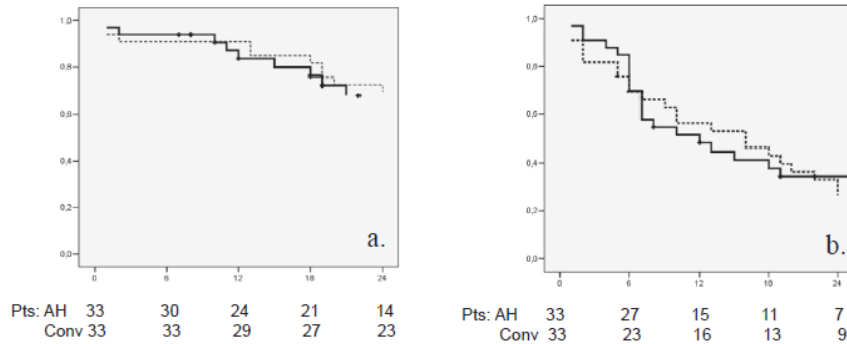 1,0
0,8
0,6
0,4
0,2
0,0
a.
0 6 12 18 24
Pts: AH 33 30 24 21 14
Conv 33 33 29 27 23
1,0
0,8
0,6
0,4
0,2
0,0
b.
0 6 12 18 24
33 27 15 11 7
Pts: AH
Conv 33 23 16 13 9